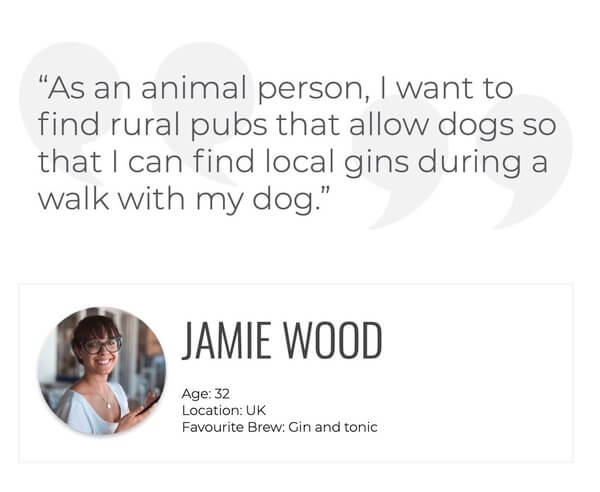 “As an animal person, I want to
find rural pubs that allow dogs so
that I can find local gins during a
walk with my dog.”
JAMIE WOOD
Age: 32
Location: UK
Favourite Brew: Gin and tonic